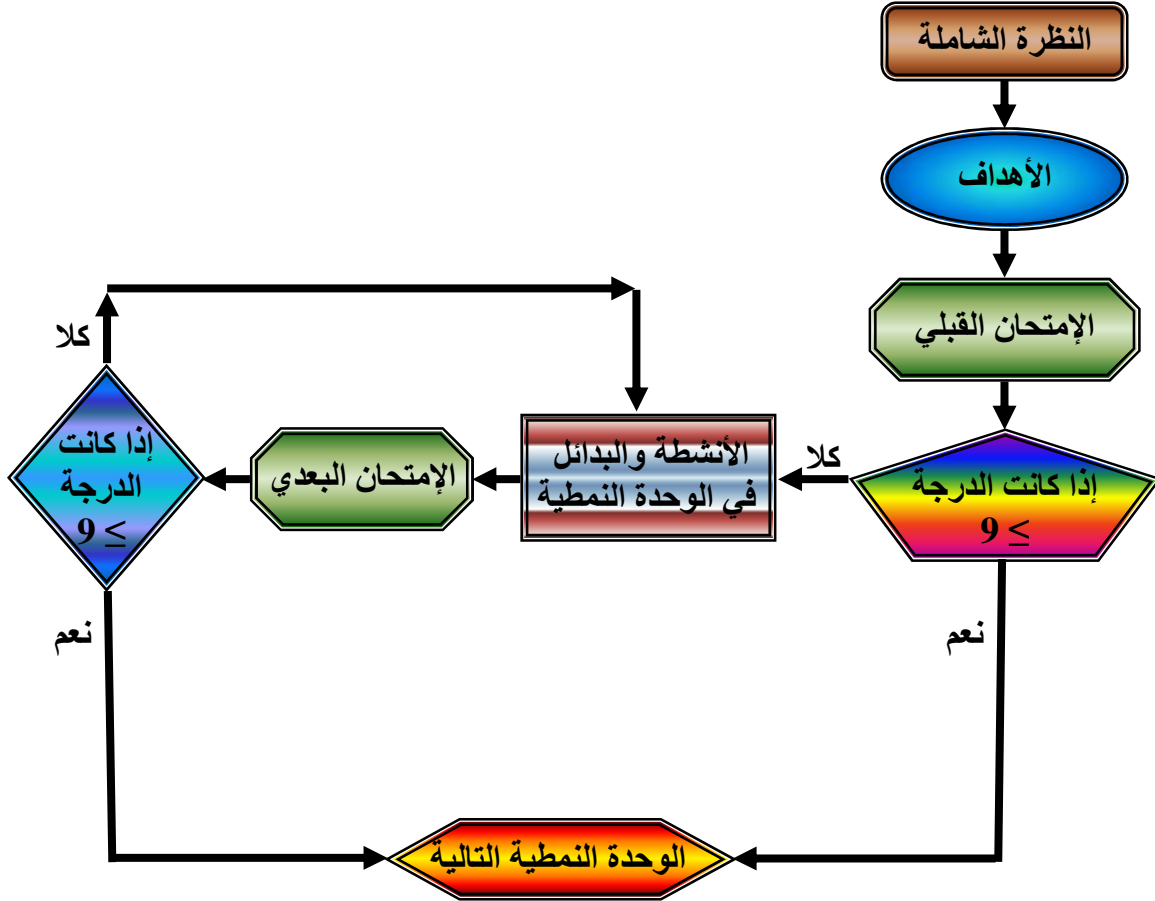 النظرة الشاملة
الأهداف
الإمتحان القبلي
إذا كانت الدرجة
≥ 9
كلا
نعم
الأنشطة والبدائل
في الوحدة النمطية
الإمتحان البعدي
إذا كانت
الدرجة
≥ 9
كلا
نعم
الوحدة النمطية التالية